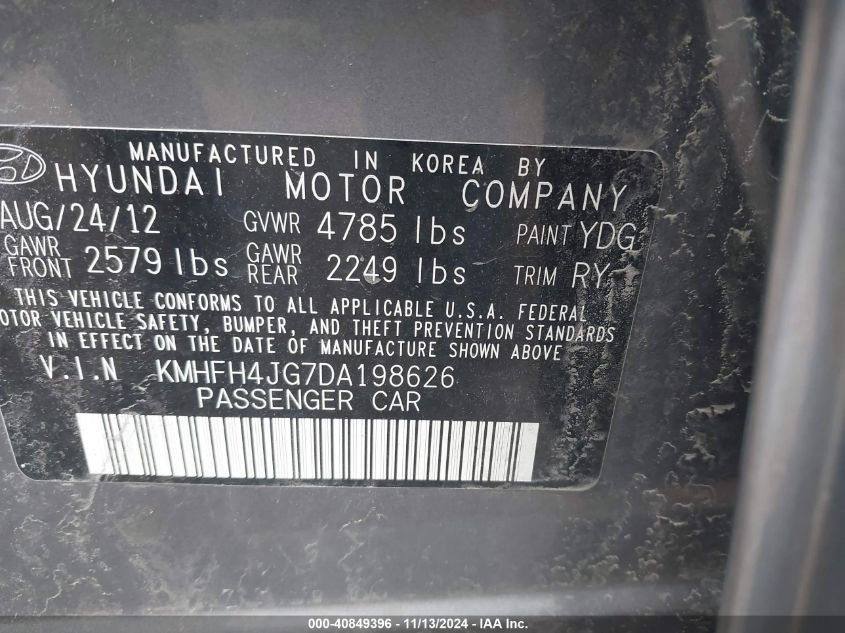 MANUFACTURED IN KOREA BY
HYUNDAI MOTOR COMPANY
AUG/24/12 GVWR 4785 lbs PAINT YDG
GAWR FRONT 2579 lbs GAWR REAR 2249 lbs TRIM RY
THIS VEHICLE CONFORMS TO ALL APPLICABLE U.S.A. FEDERAL
OTOR VEHICLE SAFETY, BUMPER, AND THEFT PREVENTION STANDARDS
IN EFFECT ON THE DATE OF MANUFACTURE SHOWN ABOVE
V.I.N KMHFH4JG7DA198626
PASSENGER CAR
000-40849396 - 11/13/2024 - IAA Inc.